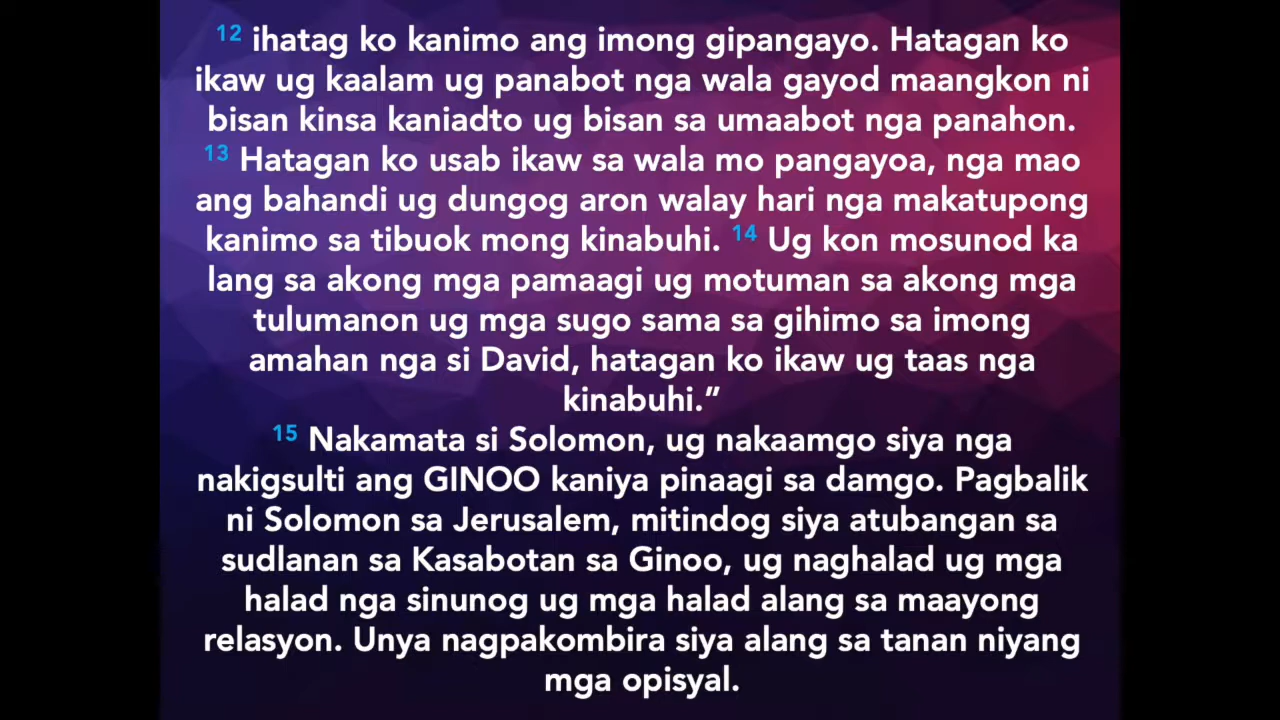 12 ihatag ko kanimo ang imong gipangayo. Hatagan ko
ikaw ug kaalam ug panabot nga wala gayod maangkon ni
bisan kinsa kaniadto ug bisan sa umaabot nga panahon.
13 Hatagan ko usab ikaw sa wala mo pangayoa, nga mao
ang bahandi ug dungog aron walay hari nga makatupong
kanimo sa tibuok mong kinabuhi. 14 Ug kon mosunod ka
lang sa akong mga pamaagi ug motuman sa akong mga
tulumanon ug mga sugo sama sa gihimo sa imong
amahan nga si David, hatagan ko ikaw ug taas nga
kinabuhi.”
15 Nakamata si Solomon, ug nakaamgo siya nga
nakigsulti ang GINOO kaniya pinaagi sa damgo. Pagbalik
ni Solomon sa Jerusalem, mitindog siya atubangan sa
sudlanan sa Kasabotan sa Ginoo, ug naghalad ug mga
halad nga sinunog ug mga halad alang sa maayong
relasyon. Unya nagpakombira siya alang sa tanan niyang
mga opisyal.